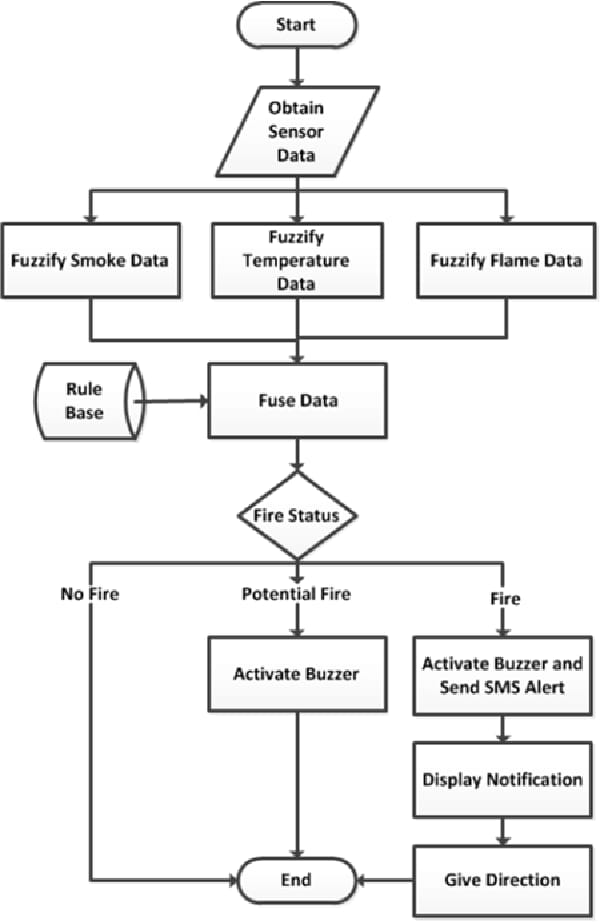 Start
Obtain
Sensor
Data
Fuzzify Smoke Data
Fuzzify
Temperature
Data
Fuzzify Flame Data
Rule
Base
Fuse Data
Fire Status
No Fire
Potential Fire
Fire
Activate Buzzer
Activate Buzzer and
Send SMS Alert
Display Notification
End
Give Direction